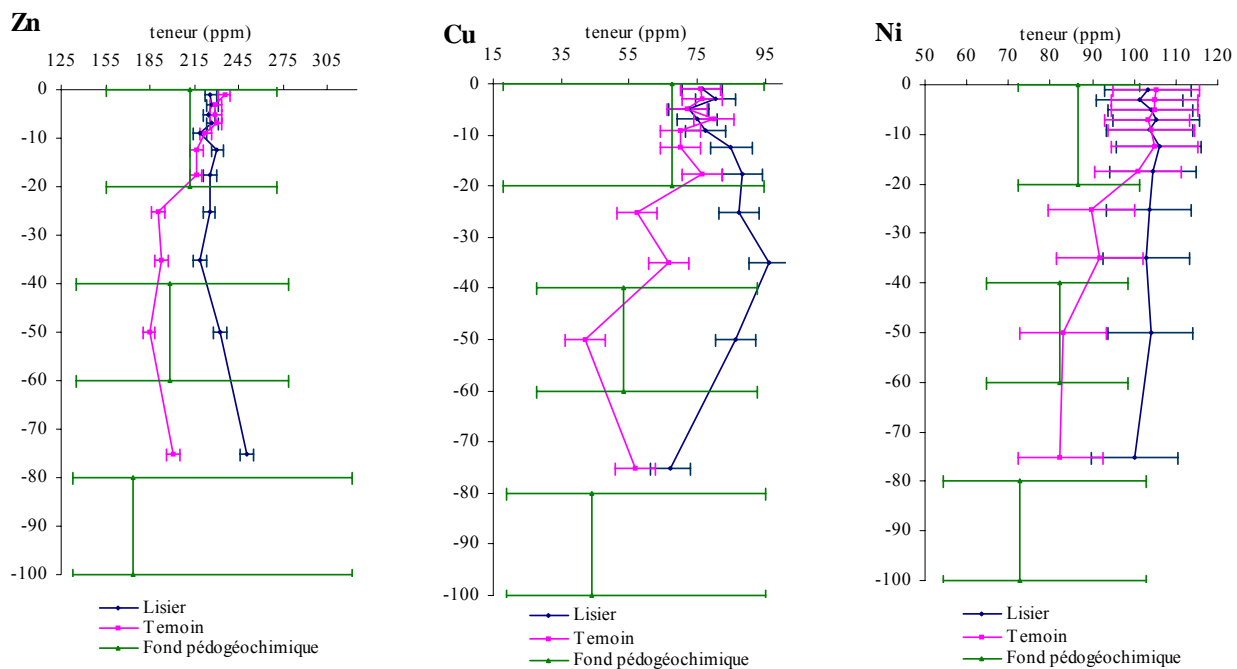 Zn
teneur (ppm)
125 155 185 215 245 275 305
0
-10
-20
-30
-40
-50
-60
-70
-80
-90
-100
Lisier
Temoin
Fond pédogéochimique
Cu
teneur (ppm)
15 35 55 75 95
0
-10
-20
-30
-40
-50
-60
-70
-80
-90
-100
Lisier
Temoin
Fond pédogéochimique
Ni
teneur (ppm)
50 60 70 80 90 100 110 120
0
-10
-20
-30
-40
-50
-60
-70
-80
-90
-100
Lisier
Temoin
Fond pédogéochimique